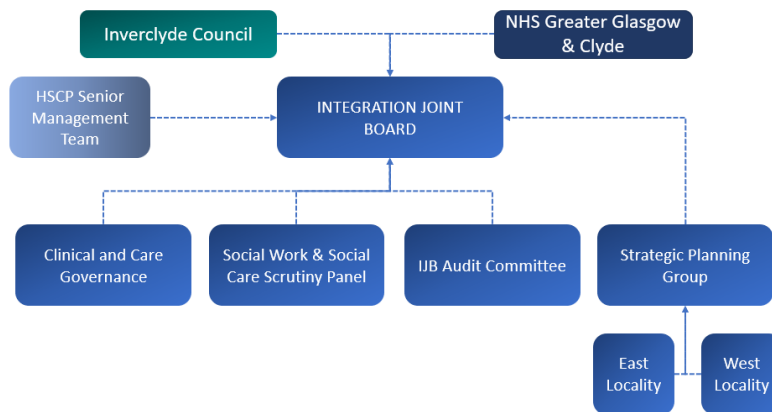 Inverclyde Council
NHS Greater Glasgow
& Clyde
HSCP Senior
Management
Team
INTEGRATION JOINT
BOARD
Clinical and Care
Governance
Social Work & Social
Care Scrutiny Panel
IJB Audit Committee
Strategic Planning
Group
East
Locality
West
Locality